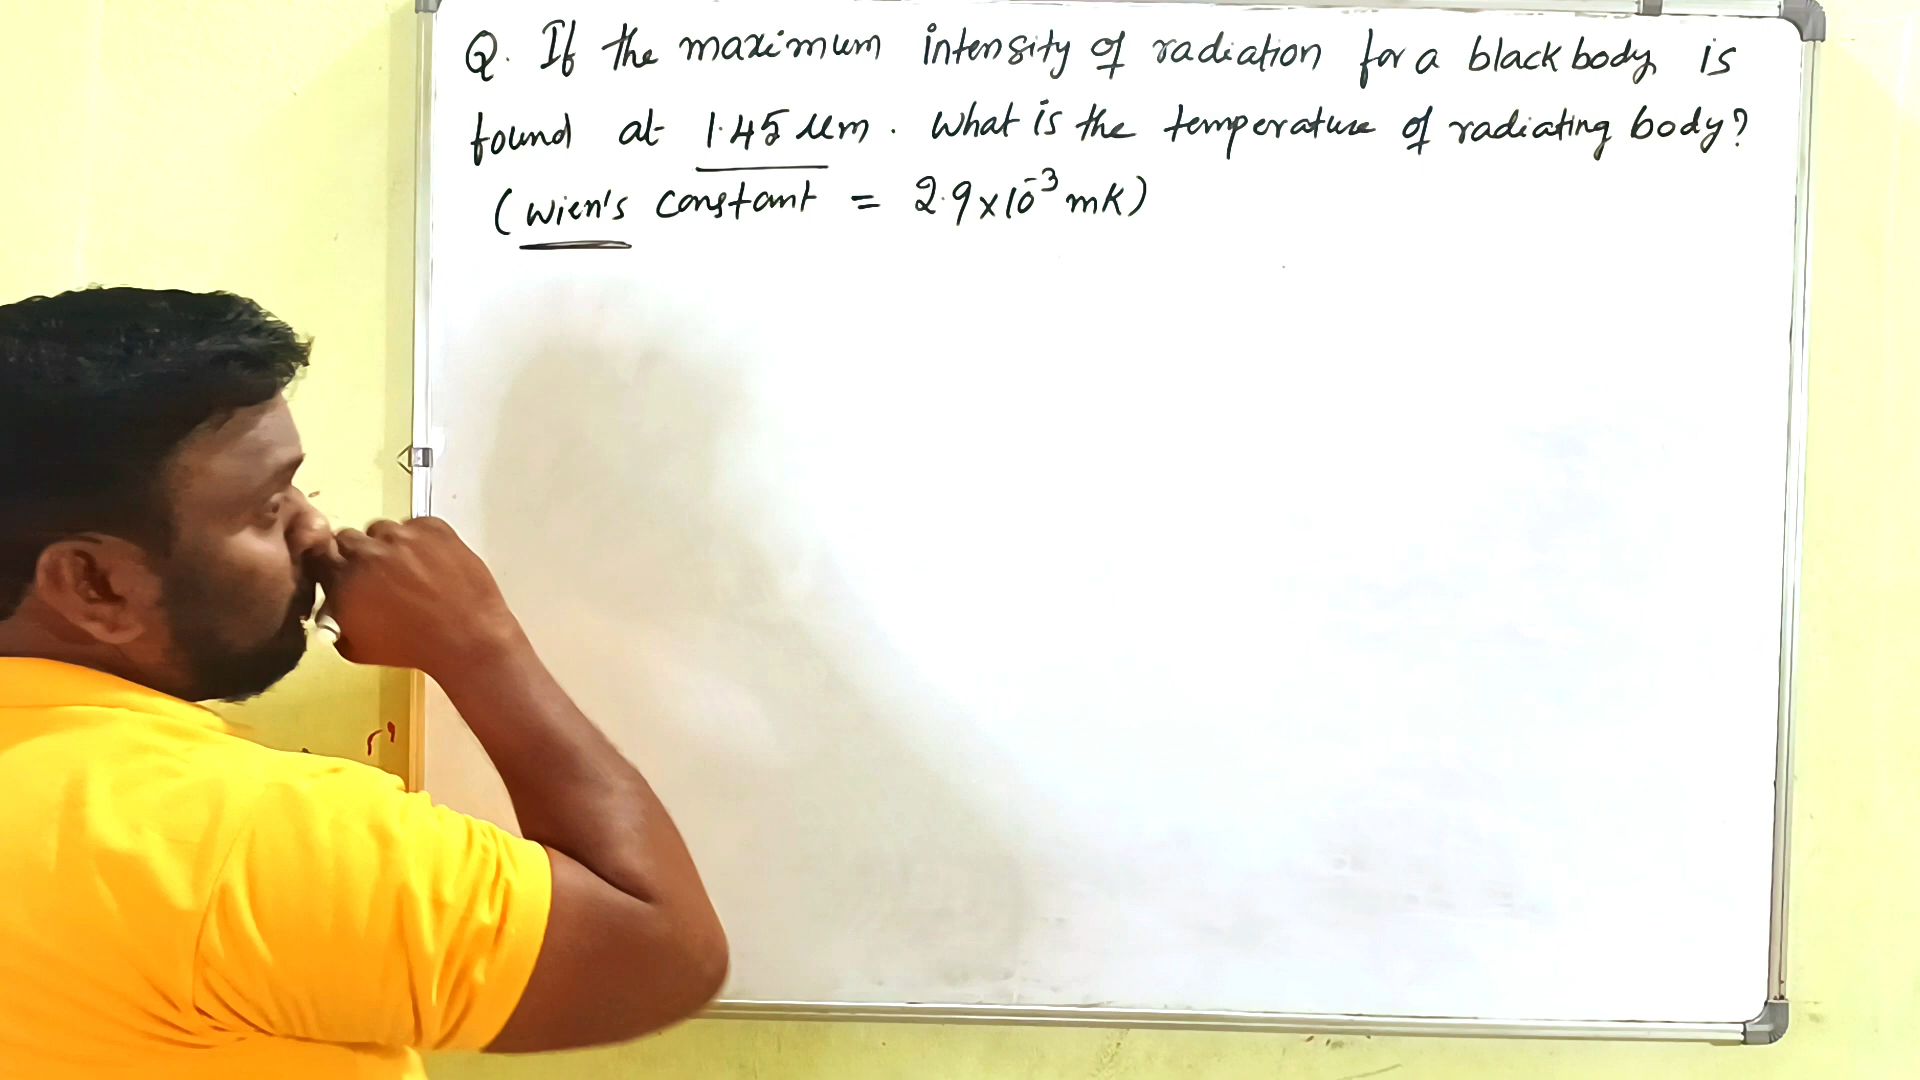 Q. If the maximum intensity of radiation for a black body is
found at 1.45 μm. What is the temperature of radiating body?
(Wien's constant = 2.9×10⁻³ mK)